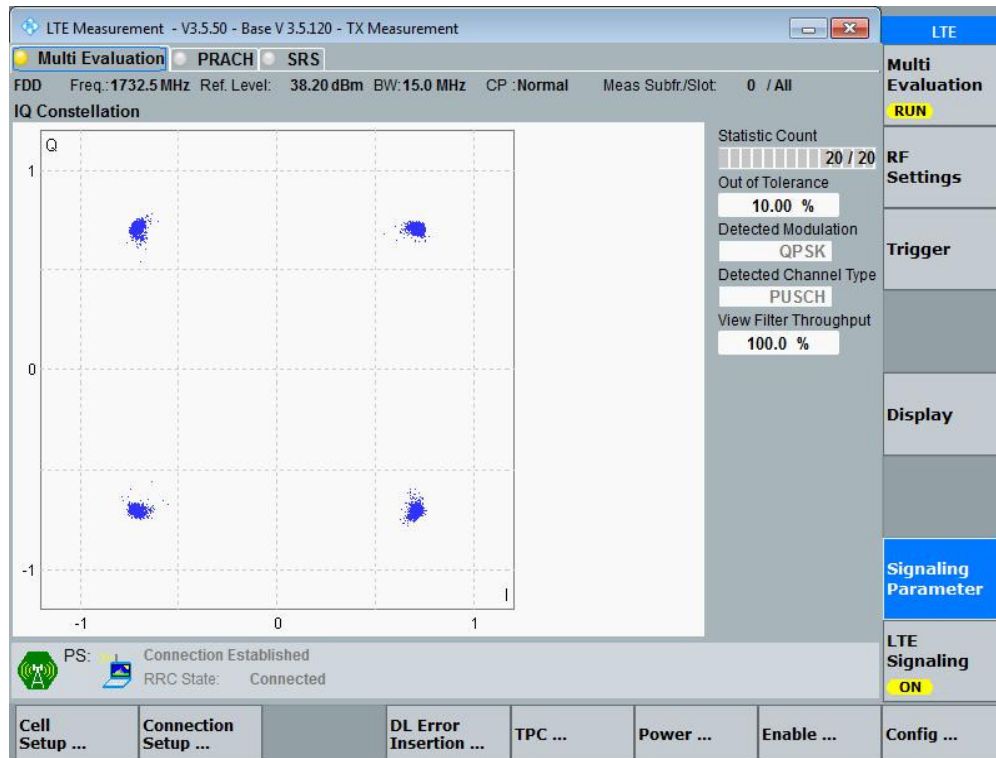 LTE Measurement - V3.5.50 - Base V 3.5.120 - TX Measurement
LTE
Multi Evaluation PRACH SRS
FDD Freq.:1732.5 MHz Ref. Level: 38.20 dBm BW:15.0 MHz CP :Normal Meas Subfr./Slot: 0 / All
IQ Constellation
Q
1
0
-1
I
-1 0 1
Statistic Count
20 / 20
Out of Tolerance
10.00 %
Detected Modulation
QPSK
Detected Channel Type
PUSCH
View Filter Throughput
100.0 %
Multi
Evaluation
RUN
RF
Settings
Trigger
Display
Signaling
Parameter
LTE
Signaling
ON
PS: Connection Established
RRC State: Connected
Cell
Setup ...
Connection
Setup ...
DL Error
Insertion ...
TPC ...
Power ...
Enable ...
Config ...